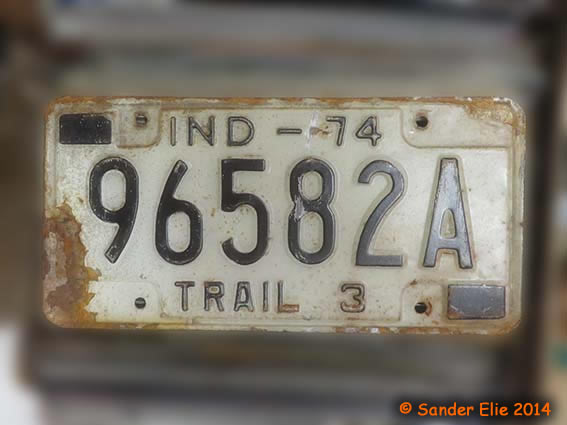 IND - 74
96582A
TRAIL 3
© Sander Elie 2014